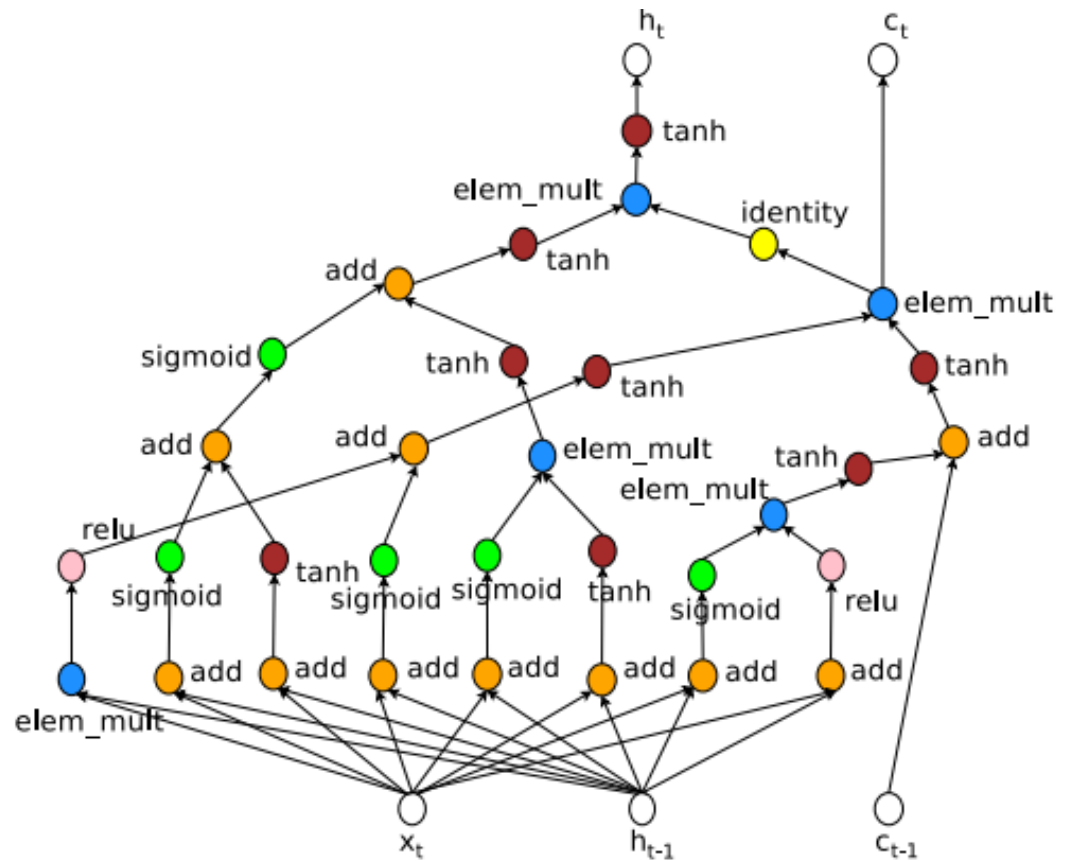 h_t c_t
tanh
elem_mult
identity
tanh
add
elem_mult
sigmoid
tanh
tanh
tanh
add
add
elem_mult
add
tanh
elem_mult
relu
sigmoid
tanh
sigmoid
sigmoid
tanh
sigmoid
relu
elem_mult
add
add
add
add
add
add
add
x_t h_t-1 c_t-1